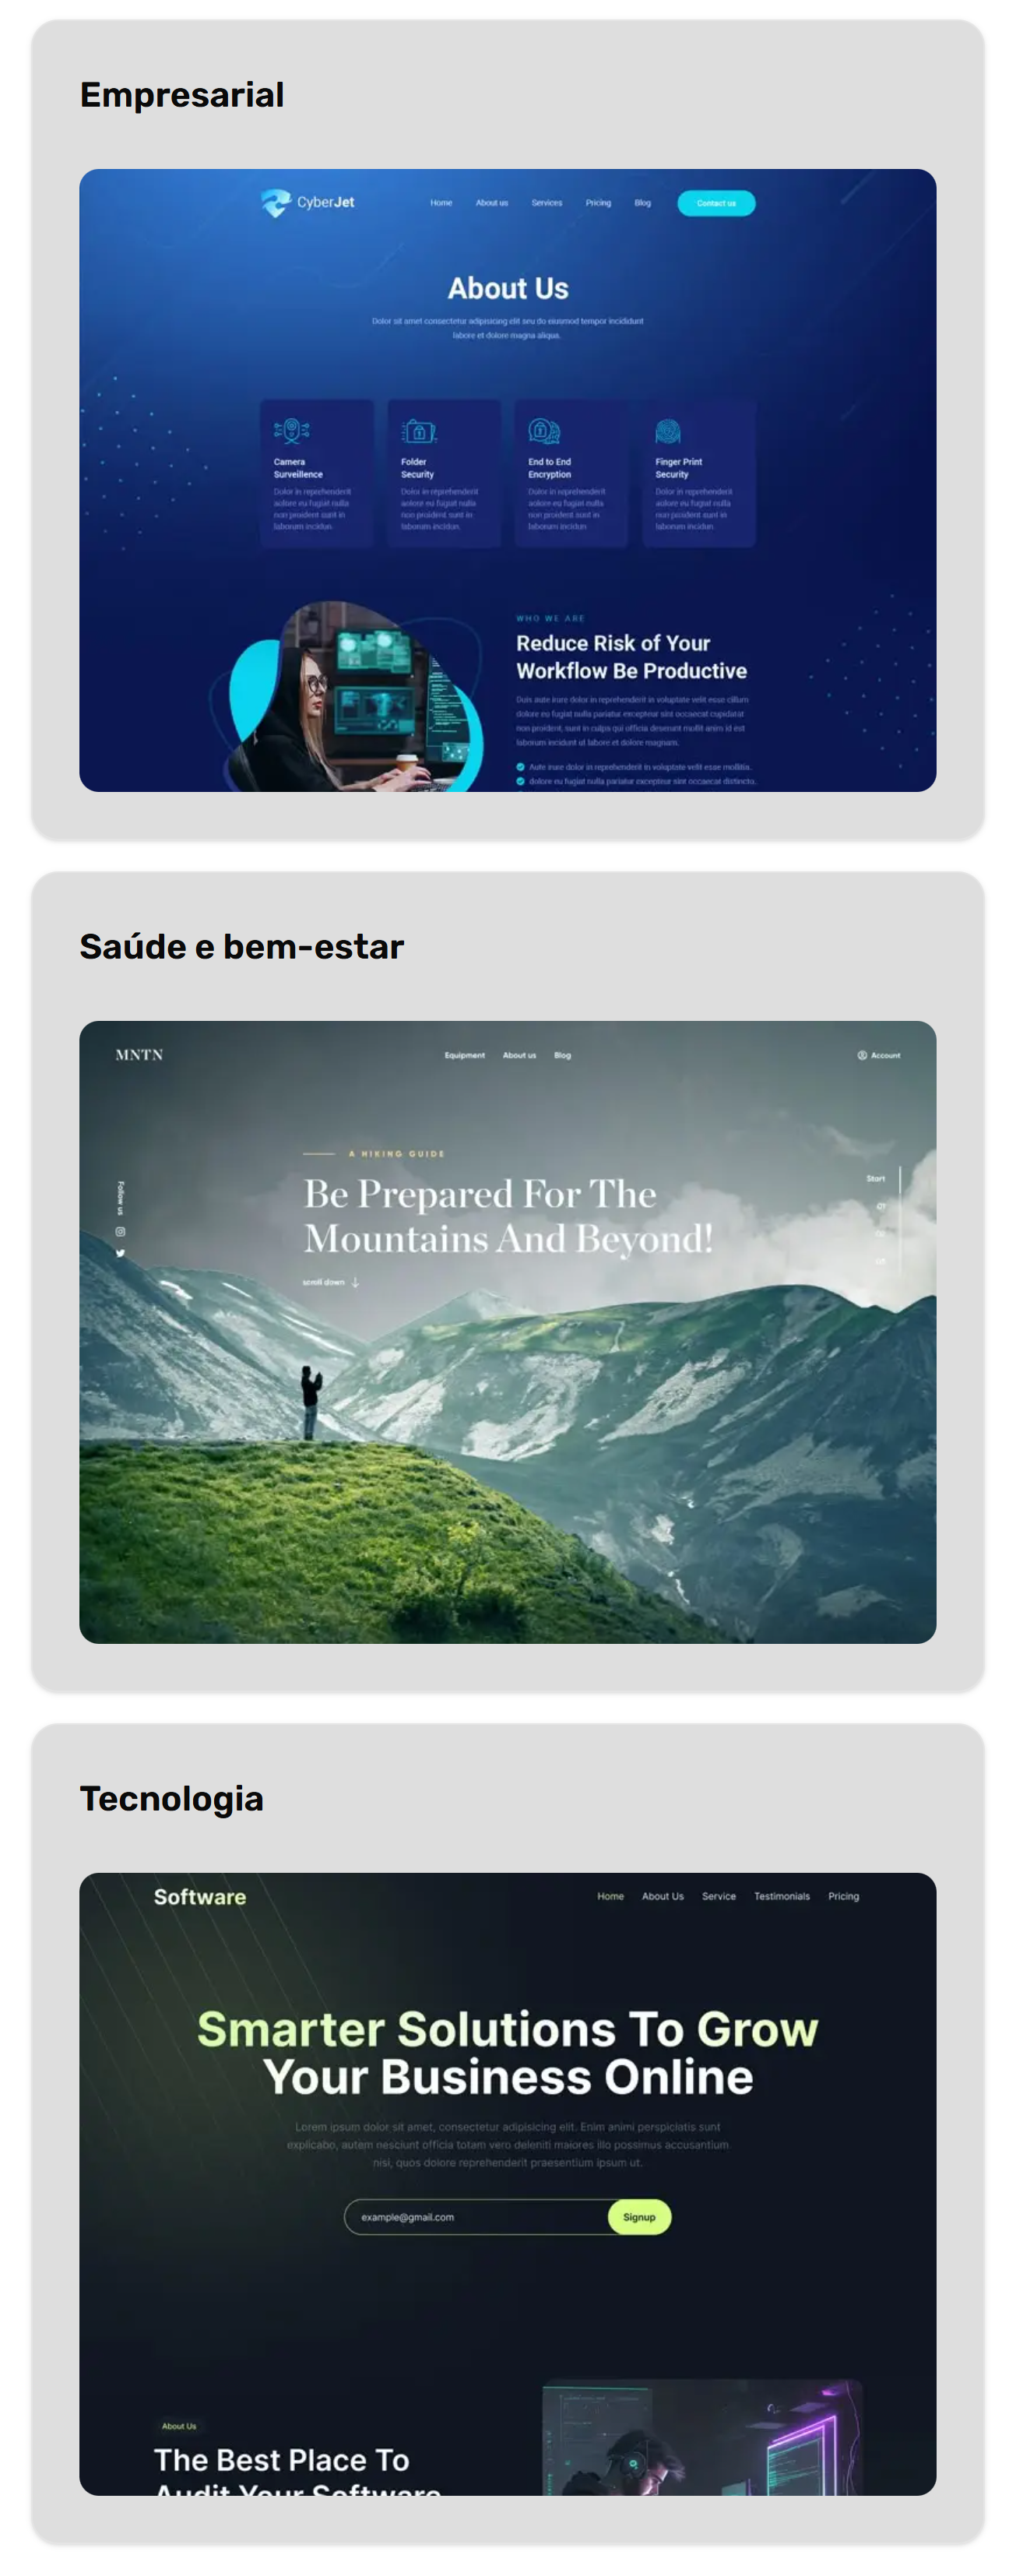 Empresarial
CyberJet
Home About us Services Pricing Blog Contact us
About Us
Dolor sit amet consectetur adipisicing elit seu do eiusmod tempor incididunt
labore et dolore magna aliqua.
Camera
Surveillence
Dolor in reprehenderit
aolore eu fugiat nulla
non proident sunt in
laborum incidun.
Folder
Security
Dolor in reprehenderit
aolore eu fugiat nulla
non proident sunt in
laborum incidun.
End to End
Encryption
Dolor in reprehenderit
aolore eu fugiat nulla
non proident sunt in
laborum incidun
Finger Print
Security
Dolor in reprehenderit
aolore eu fugiat nulla
non proident sunt in
laborum incidun.
WHO WE ARE
Reduce Risk of Your
Workflow Be Productive
Duis aute irure dolor in reprehenderit in voluptate velit esse cillum
dolore eu fugiat nulla pariatur excepteur sint occaecat cupidatat
non proident, sunt in culpa qui officia deserunt mollit anim id est
laborum incidunt ut labore et dolore magnam.
Aute irure dolor in reprehenderit in voluptate velit esse mollitia.
dolore eu fugiat nulla pariatur excepteur sint occaecat distincta.
Saúde e bem-estar
MNTN
Equipment About us Blog
Account
A HIKING GUIDE
Be Prepared For The
Mountains And Beyond!
scroll down
Follow us
Start
01
02
03
Tecnologia
Software
Home About Us Service Testimonials Pricing
Smarter Solutions To Grow
Your Business Online
Lorem ipsum dolor sit amet, consectetur adipisicing elit. Enim animi perspiciatis sunt
explicabo, autem nesciunt officia totam vero deleniti maiores illo possimus accusantium
nisi, quos dolore reprehenderit praesentium ipsum ut.
example@gmail.com
Signup
About Us
The Best Place To
Audit Your Software